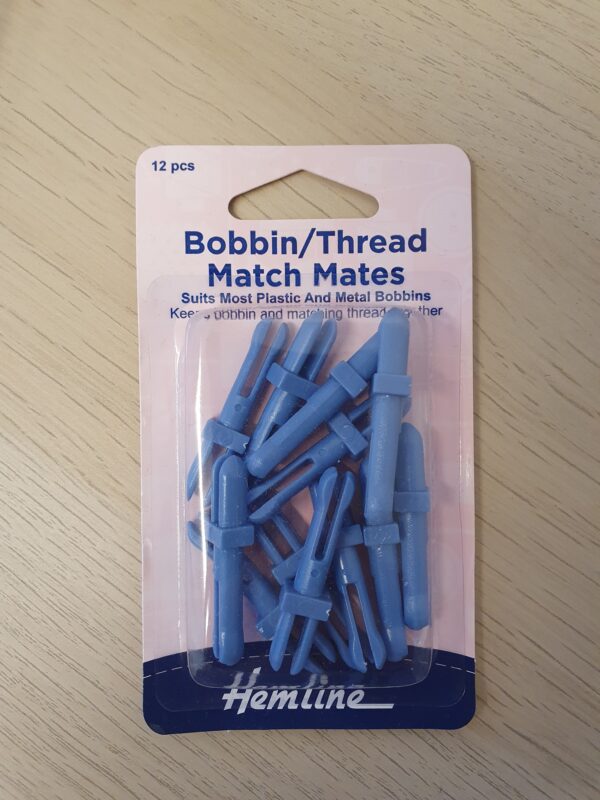 12 pcs
Bobbin/Thread
Match Mates
Suits Most Plastic And Metal Bobbins
bobbin and matching thread
Hemline